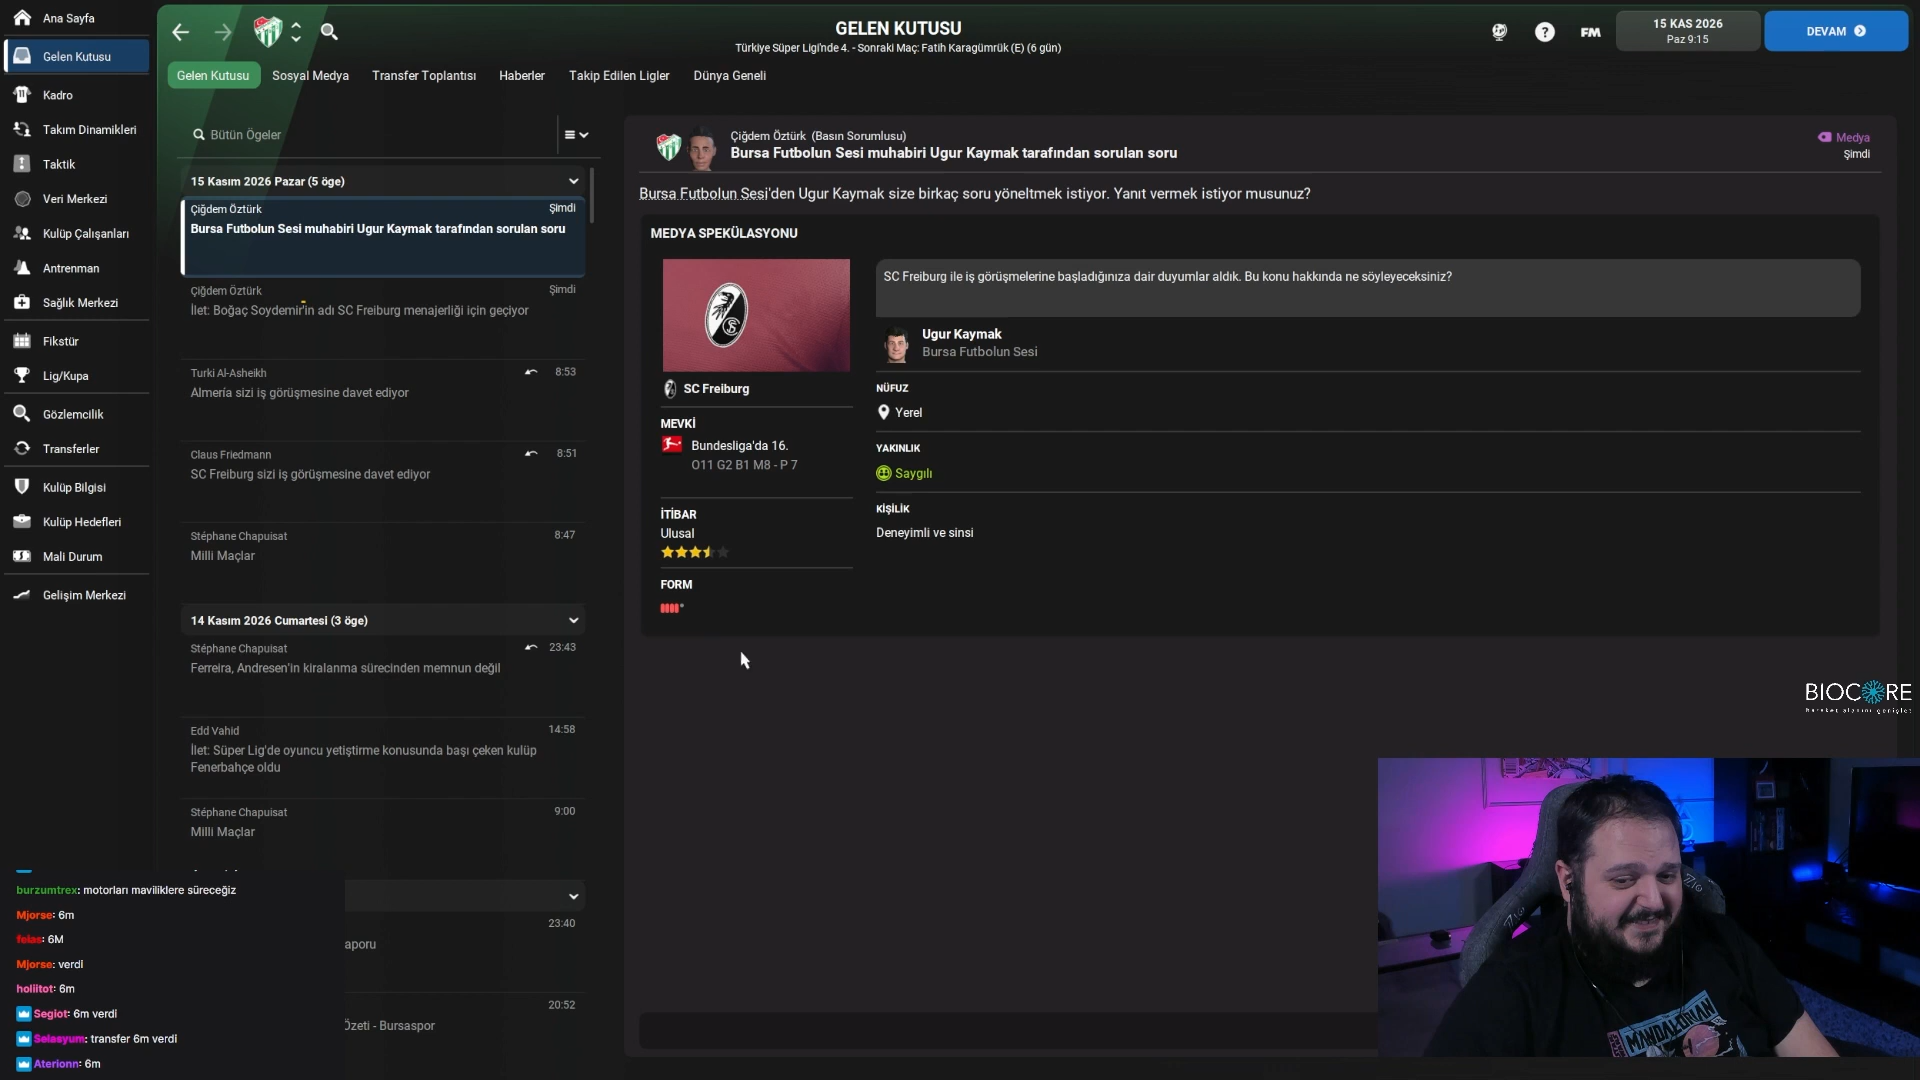 Ana Sayfa
Gelen Kutusu
Kadro
Takım Dinamikleri
Taktik
Veri Merkezi
Kulüp Çalışanları
Antrenman
Sağlık Merkezi
Fikstür
Lig/Kupa
Gözlemcilik
Transferler
Kulüp Bilgisi
Kulüp Hedefleri
Mali Durum
Gelişim Merkezi
GELEN KUTUSU
Türkiye Süper Ligi'nde 4. - Sonraki Maç: Fatih Karagümrük (E) (6 gün)
FM
15 KAS 2026
Paz 9:15
DEVAM
Gelen Kutusu
Sosyal Medya
Transfer Toplantısı
Haberler
Takip Edilen Ligler
Dünya Geneli
Bütün Ögeler
15 Kasım 2026 Pazar (5 öge)
Çiğdem Öztürk
Şimdi
Bursa Futbolun Sesi muhabiri Ugur Kaymak tarafından sorulan soru
Çiğdem Öztürk
Şimdi
İlet: Boğaç Soydemir'in adı SC Freiburg menajerliği için geçiyor
Turki Al-Asheikh
8:53
Almería sizi iş görüşmesine davet ediyor
Claus Friedmann
8:51
SC Freiburg sizi iş görüşmesine davet ediyor
Stéphane Chapuisat
8:47
Milli Maçlar
14 Kasım 2026 Cumartesi (3 öge)
Stéphane Chapuisat
23:43
Ferreira, Andresen'in kiralanma sürecinden memnun değil
Edd Vahid
14:58
İlet: Süper Lig'de oyuncu yetiştirme konusunda başı çeken kulüp
Fenerbahçe oldu
Stéphane Chapuisat
9:00
Milli Maçlar
23:40
aporu
20:52
Özeti - Bursaspor
Çiğdem Öztürk (Basın Sorumlusu)
Bursa Futbolun Sesi muhabiri Ugur Kaymak tarafından sorulan soru
Medya
Şimdi
Bursa Futbolun Sesi'den Ugur Kaymak size birkaç soru yöneltmek istiyor. Yanıt vermek istiyor musunuz?
MEDYA SPEKÜLASYONU
SC Freiburg
MEVKİ
Bundesliga'da 16.
O11 G2 B1 M8 - P 7
İTİBAR
Ulusal
FORM
SC Freiburg ile iş görüşmelerine başladığınıza dair duyumlar aldık. Bu konu hakkında ne söyleyeceksiniz?
Ugur Kaymak
Bursa Futbolun Sesi
NÜFUZ
Yerel
YAKINLIK
Saygılı
KİŞİLİK
Deneyimli ve sinsi
BIOCORE
hareket alanını genişlet
burzumtrex: motorları maviliklere süreceğiz
Mjorse: 6m
felas: 6M
Mjorse: verdi
holiitot: 6m
Segiot: 6m verdi
Selasyum: transfer 6m verdi
Aterionn: 6m
MANDALORIAN